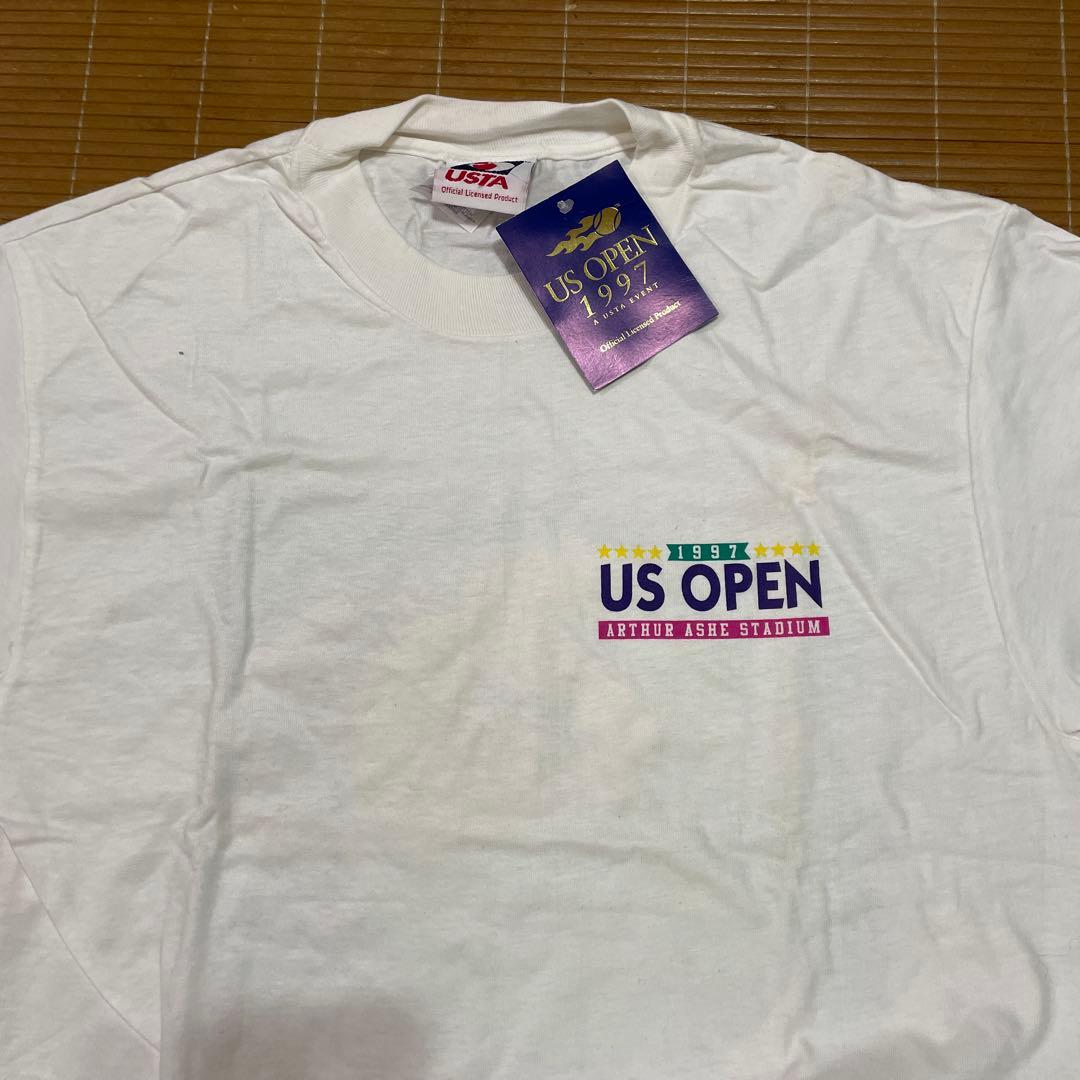 USTA
Official Licensed Product
US OPEN
1997
A USTA EVENT
Official Licensed Product
1997
US OPEN
ARTHUR ASHE STADIUM